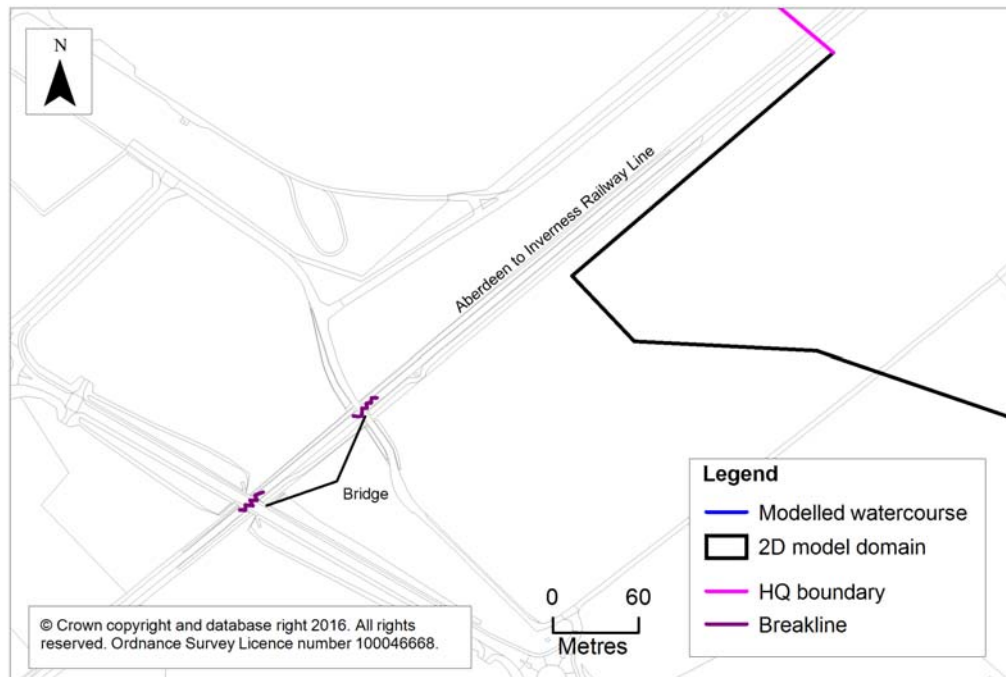 N
Aberdeen to Inverness Railway Line
Bridge
0 60
Metres
Legend
Modelled watercourse
2D model domain
HQ boundary
Breakline
© Crown copyright and database right 2016. All rights
reserved. Ordnance Survey Licence number 100046668.